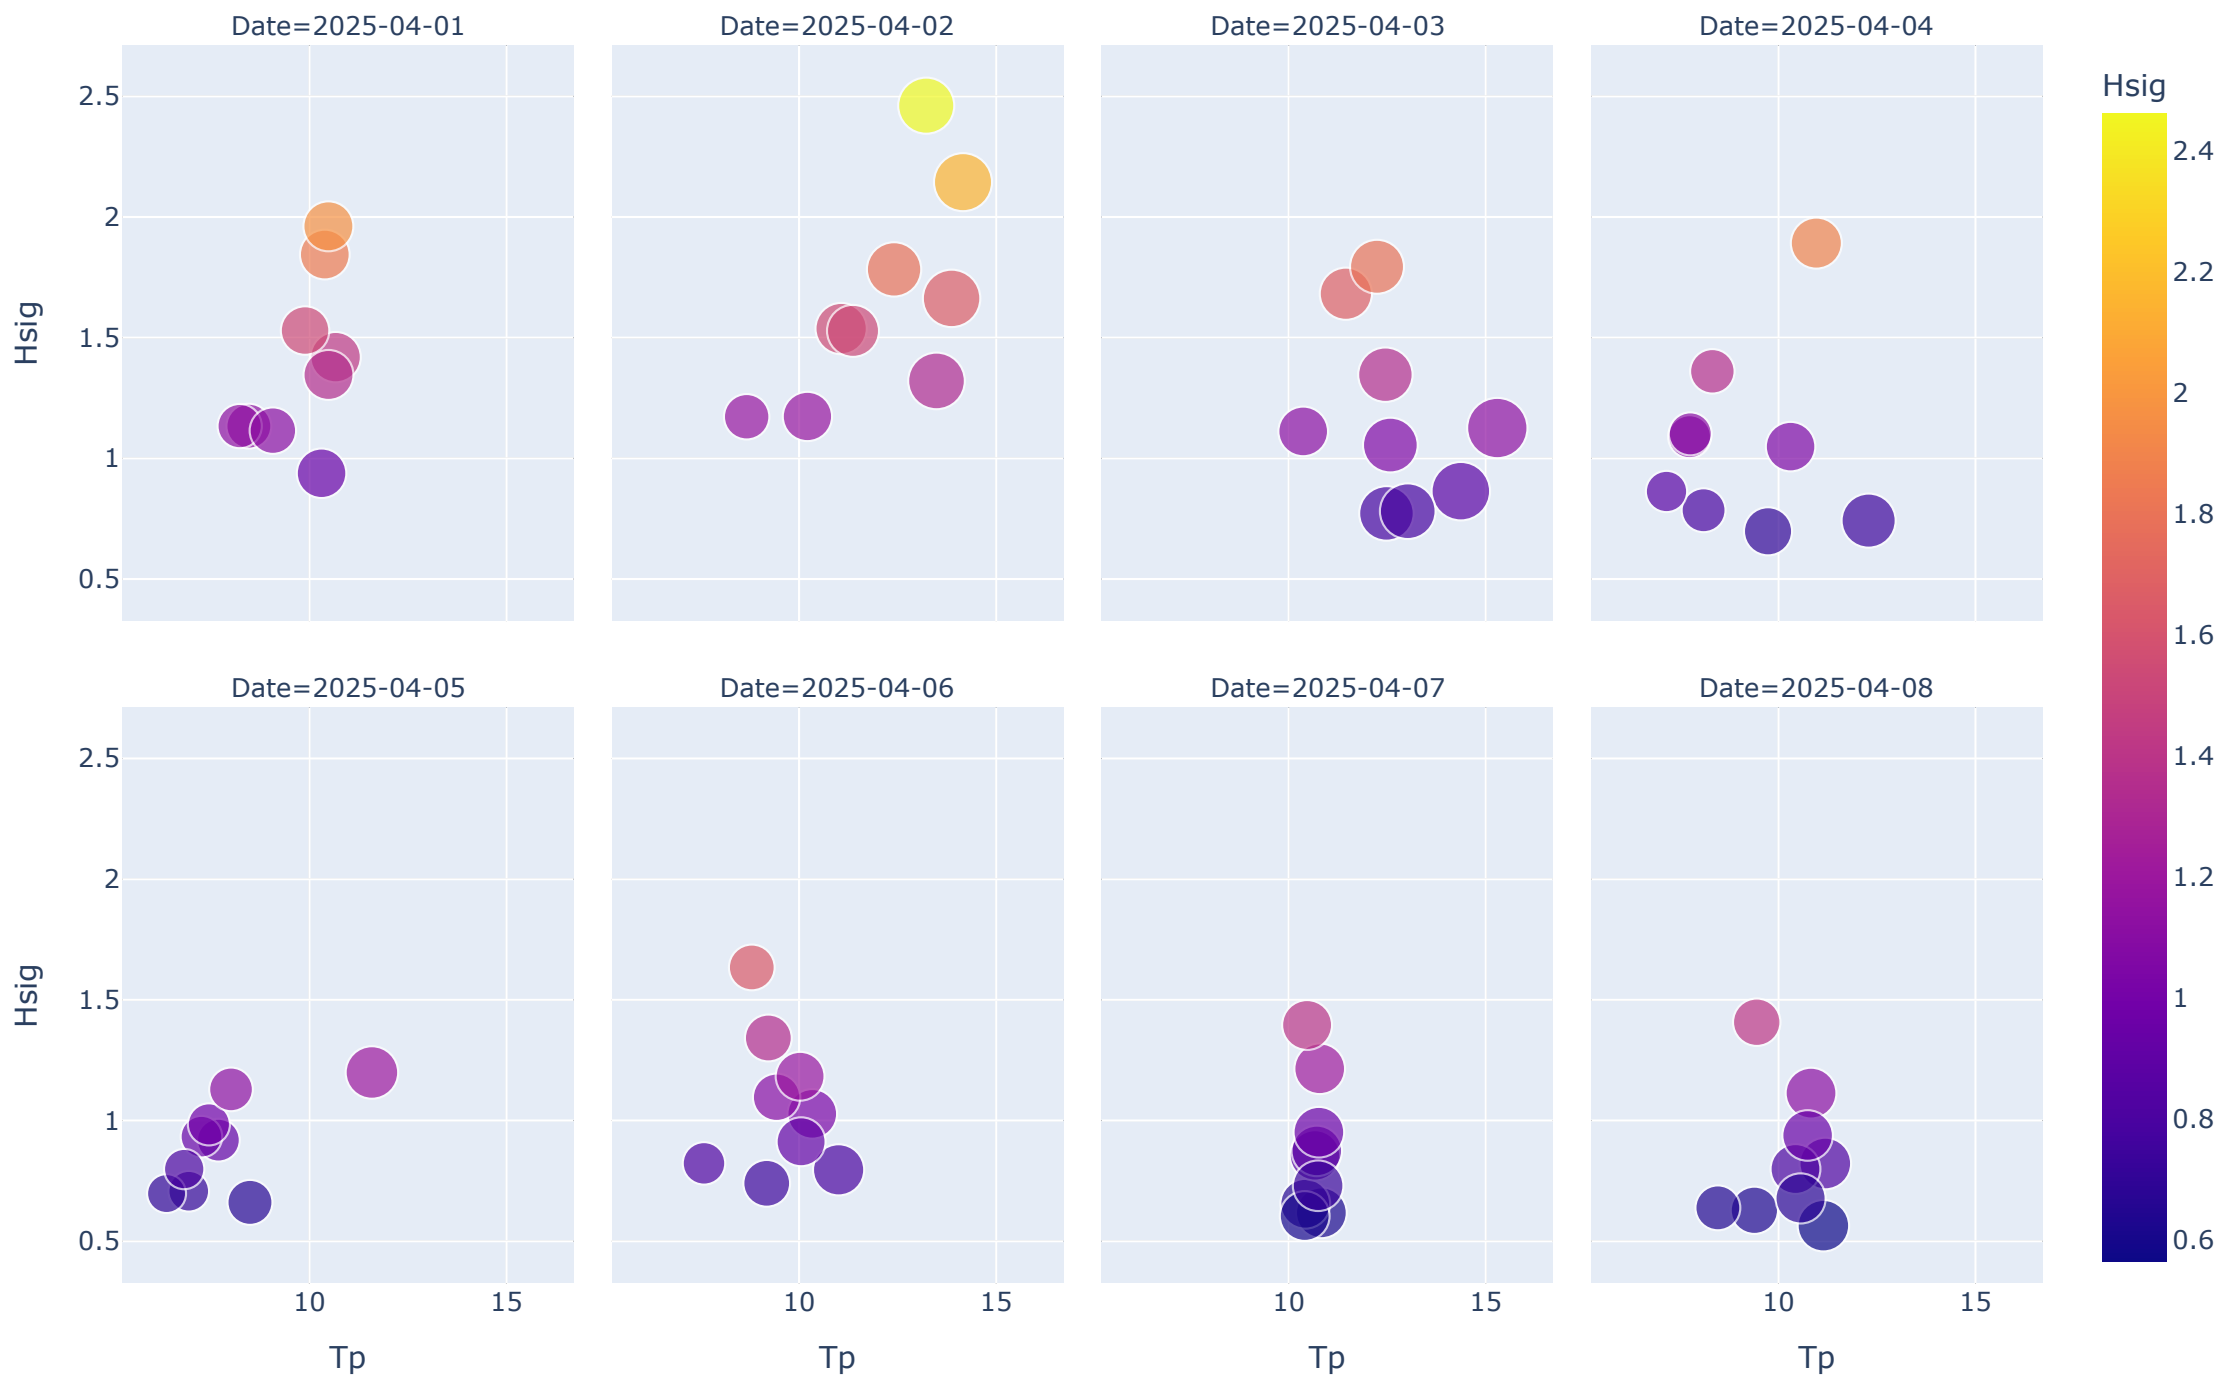 Date=2025-04-01
Date=2025-04-02
Date=2025-04-03
Date=2025-04-04
Hsig
2.5
2
1.5
1
0.5
Hsig
2.4
2.2
2
1.8
1.6
1.4
1.2
1
0.8
0.6
Date=2025-04-05
Date=2025-04-06
Date=2025-04-07
Date=2025-04-08
Hsig
2.5
2
1.5
1
0.5
10 15
10 15
10 15
10 15
Tp
Tp
Tp
Tp